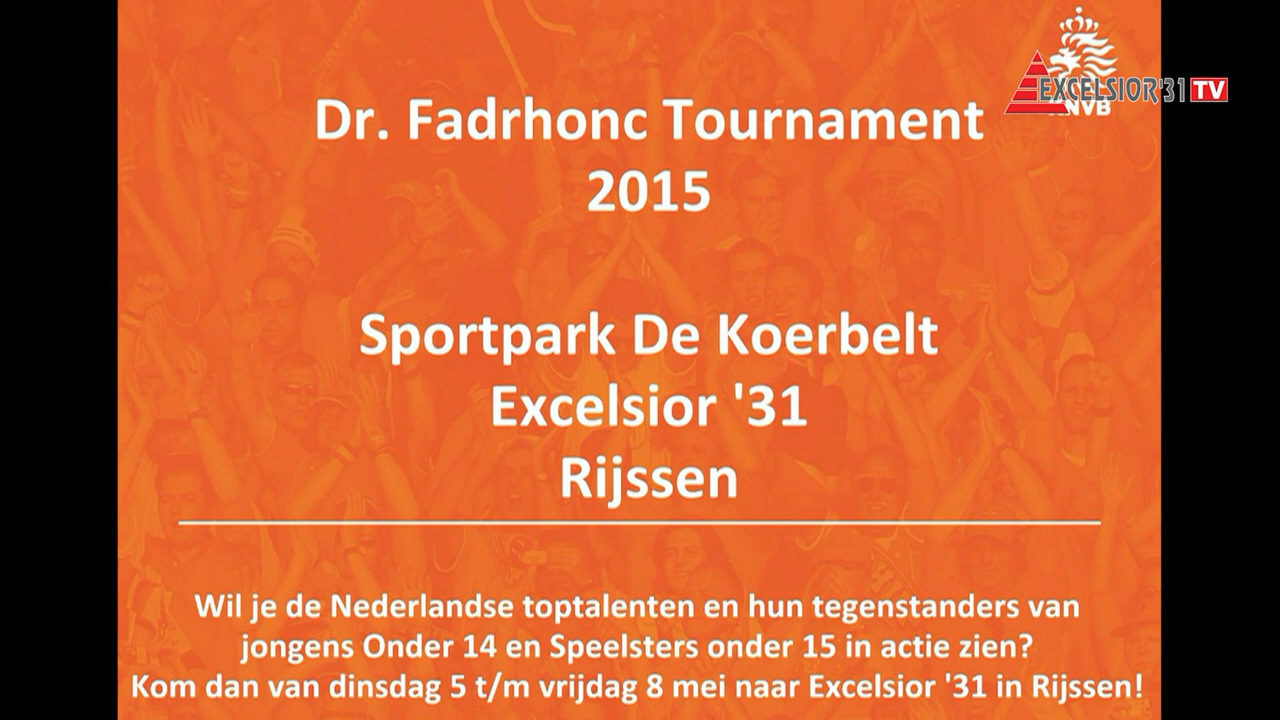 EXCELSIOR'31 TV
KNVB
Dr. Fadrhonc Tournament
2015
Sportpark De Koerbelt
Excelsior '31
Rijssen
Wil je de Nederlandse toptalenten en hun tegenstanders van
jongens Onder 14 en Speelsters onder 15 in actie zien?
Kom dan van dinsdag 5 t/m vrijdag 8 mei naar Excelsior '31 in Rijssen!